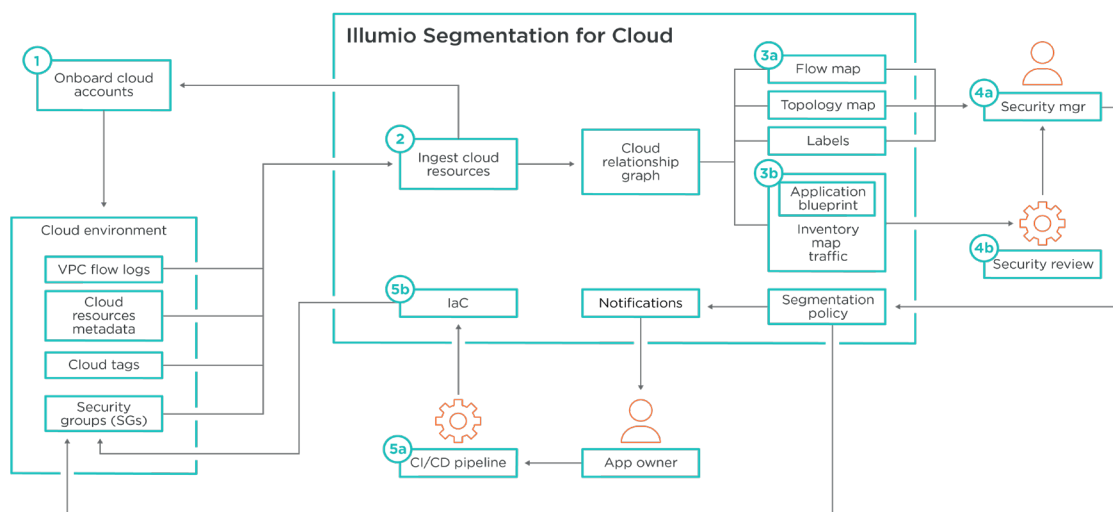 Illumio Segmentation for Cloud
1
Onboard cloud
accounts
2
Ingest cloud
resources
Cloud
relationship
graph
3a
Flow map
Topology map
Labels
3b
Application
blueprint
Inventory
map
traffic
4a
Security mgr
4b
Security review
Cloud environment
VPC flow logs
Cloud
resources
metadata
Cloud tags
Security
groups (SGs)
5b
IaC
Notifications
Segmentation
policy
5a
CI/CD pipeline
App owner